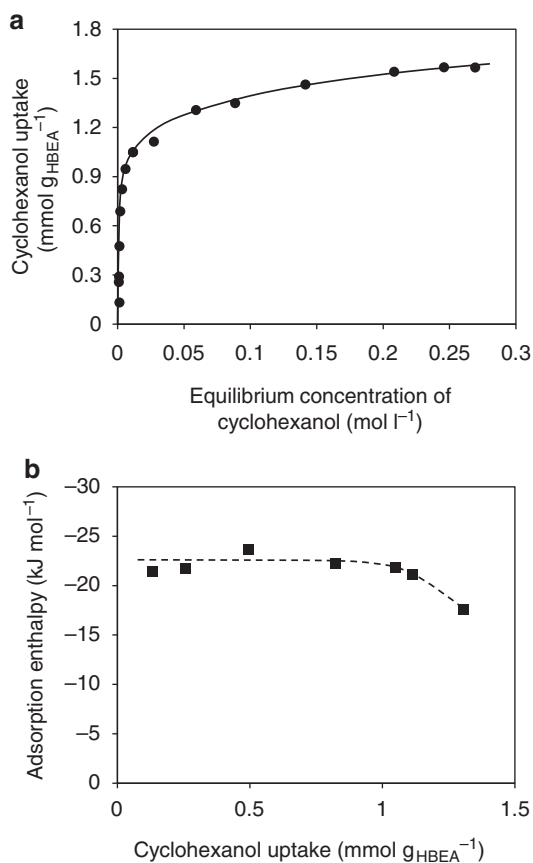 a
Cyclohexanol uptake
(mmol g_HBEA⁻¹)
1.8
1.5
1.2
0.9
0.6
0.3
0
0 0.05 0.1 0.15 0.2 0.25 0.3
Equilibrium concentration of
cyclohexanol (mol l⁻¹)
b
Adsorption enthalpy (kJ mol⁻¹)
–30
–25
–20
–15
–10
–5
0
0 0.5 1 1.5
Cyclohexanol uptake (mmol g_HBEA⁻¹)